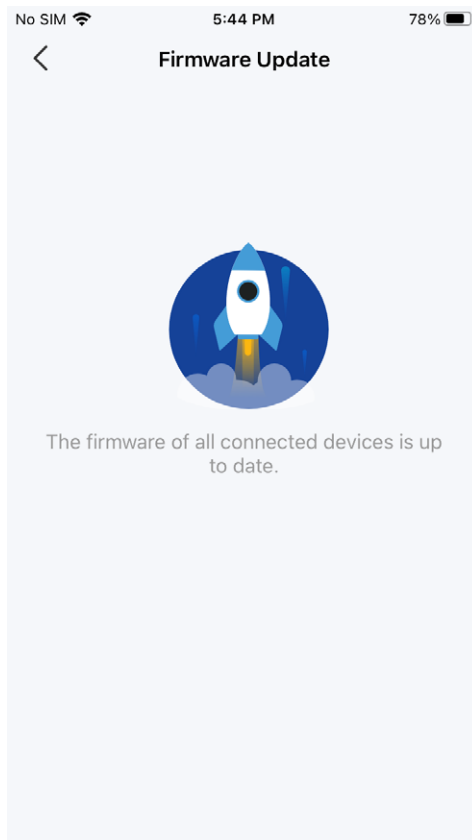 No SIM 5:44 PM 78%
Firmware Update
The firmware of all connected devices is up
to date.